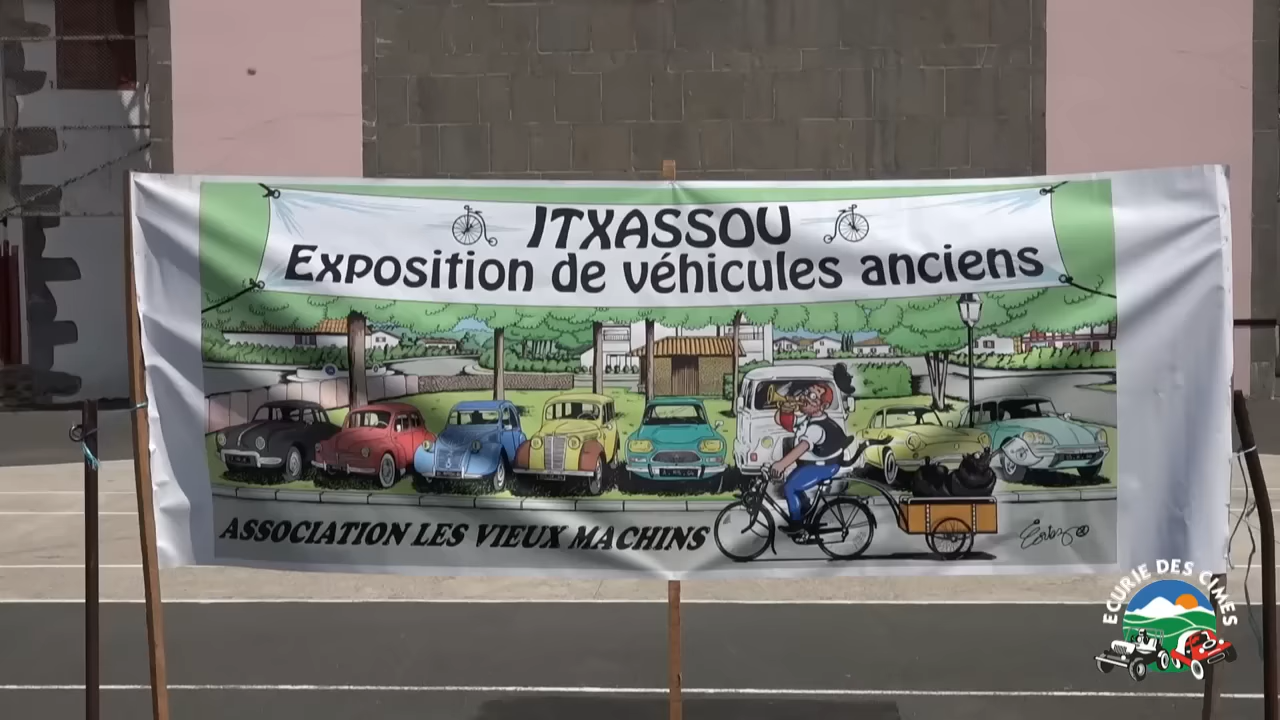 ITXASSOU
Exposition de véhicules anciens
ASSOCIATION LES VIEUX MACHINS
ECURIE DES CIMES